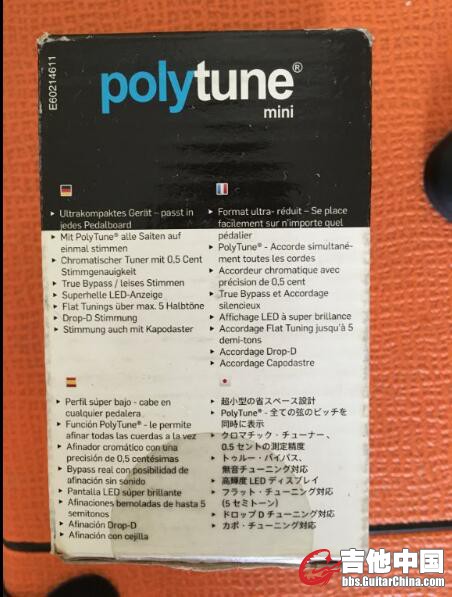 E60214611
polytune®
mini
▸ Ultrakompaktes Gerät – passt in
jedes Pedalboard
▸ Mit PolyTune® alle Saiten auf
einmal stimmen
▸ Chromatischer Tuner mit 0,5 Cent
Stimmgenauigkeit
▸ True Bypass / leises Stimmen
▸ Superhelle LED-Anzeige
▸ Flat Tunings über max. 5 Halbtöne
▸ Drop-D Stimmung
▸ Stimmung auch mit Kapodaster
▸ Format ultra- réduit – Se place
facilement sur n'importe quel
pédalier
▸ PolyTune® - Accorde simultané-
ment toutes les cordes
▸ Accordeur chromatique avec
précision de 0,5 cent
▸ True Bypass et Accordage
silencieux
▸ Affichage LED à super brillance
▸ Accordage Flat Tuning jusqu'à 5
demi-tons
▸ Accordage Drop-D
▸ Accordage Capodastre
▸ Perfil súper bajo - cabe en
cualquier pedalera
▸ Función PolyTune® - le permite
afinar todas las cuerdas a la vez
▸ Afinador cromático con una
precisión de 0,5 centésimas
▸ Bypass real con posibilidad de
afinación sin sonido
▸ Pantalla LED súper brillante
▸ Afinaciones bemoladas de hasta 5
semitonos
▸ Afinación Drop-D
▸ Afinación con cejilla
▸ 超小型の省スペース設計
▸ PolyTune® - 全ての弦のピッチを
同時に表示
▸ クロマチック・チューナー、
0.5 セントの測定精度
▸ トゥルー・バイパス、
無音チューニング対応
▸ 高輝度 LED ディスプレイ
▸ フラット・チューニング対応
(5 セミトーン)
▸ ドロップ D チューニング対応
▸ カポ・チューニング対応
吉他中国
bbs.GuitarChina.com